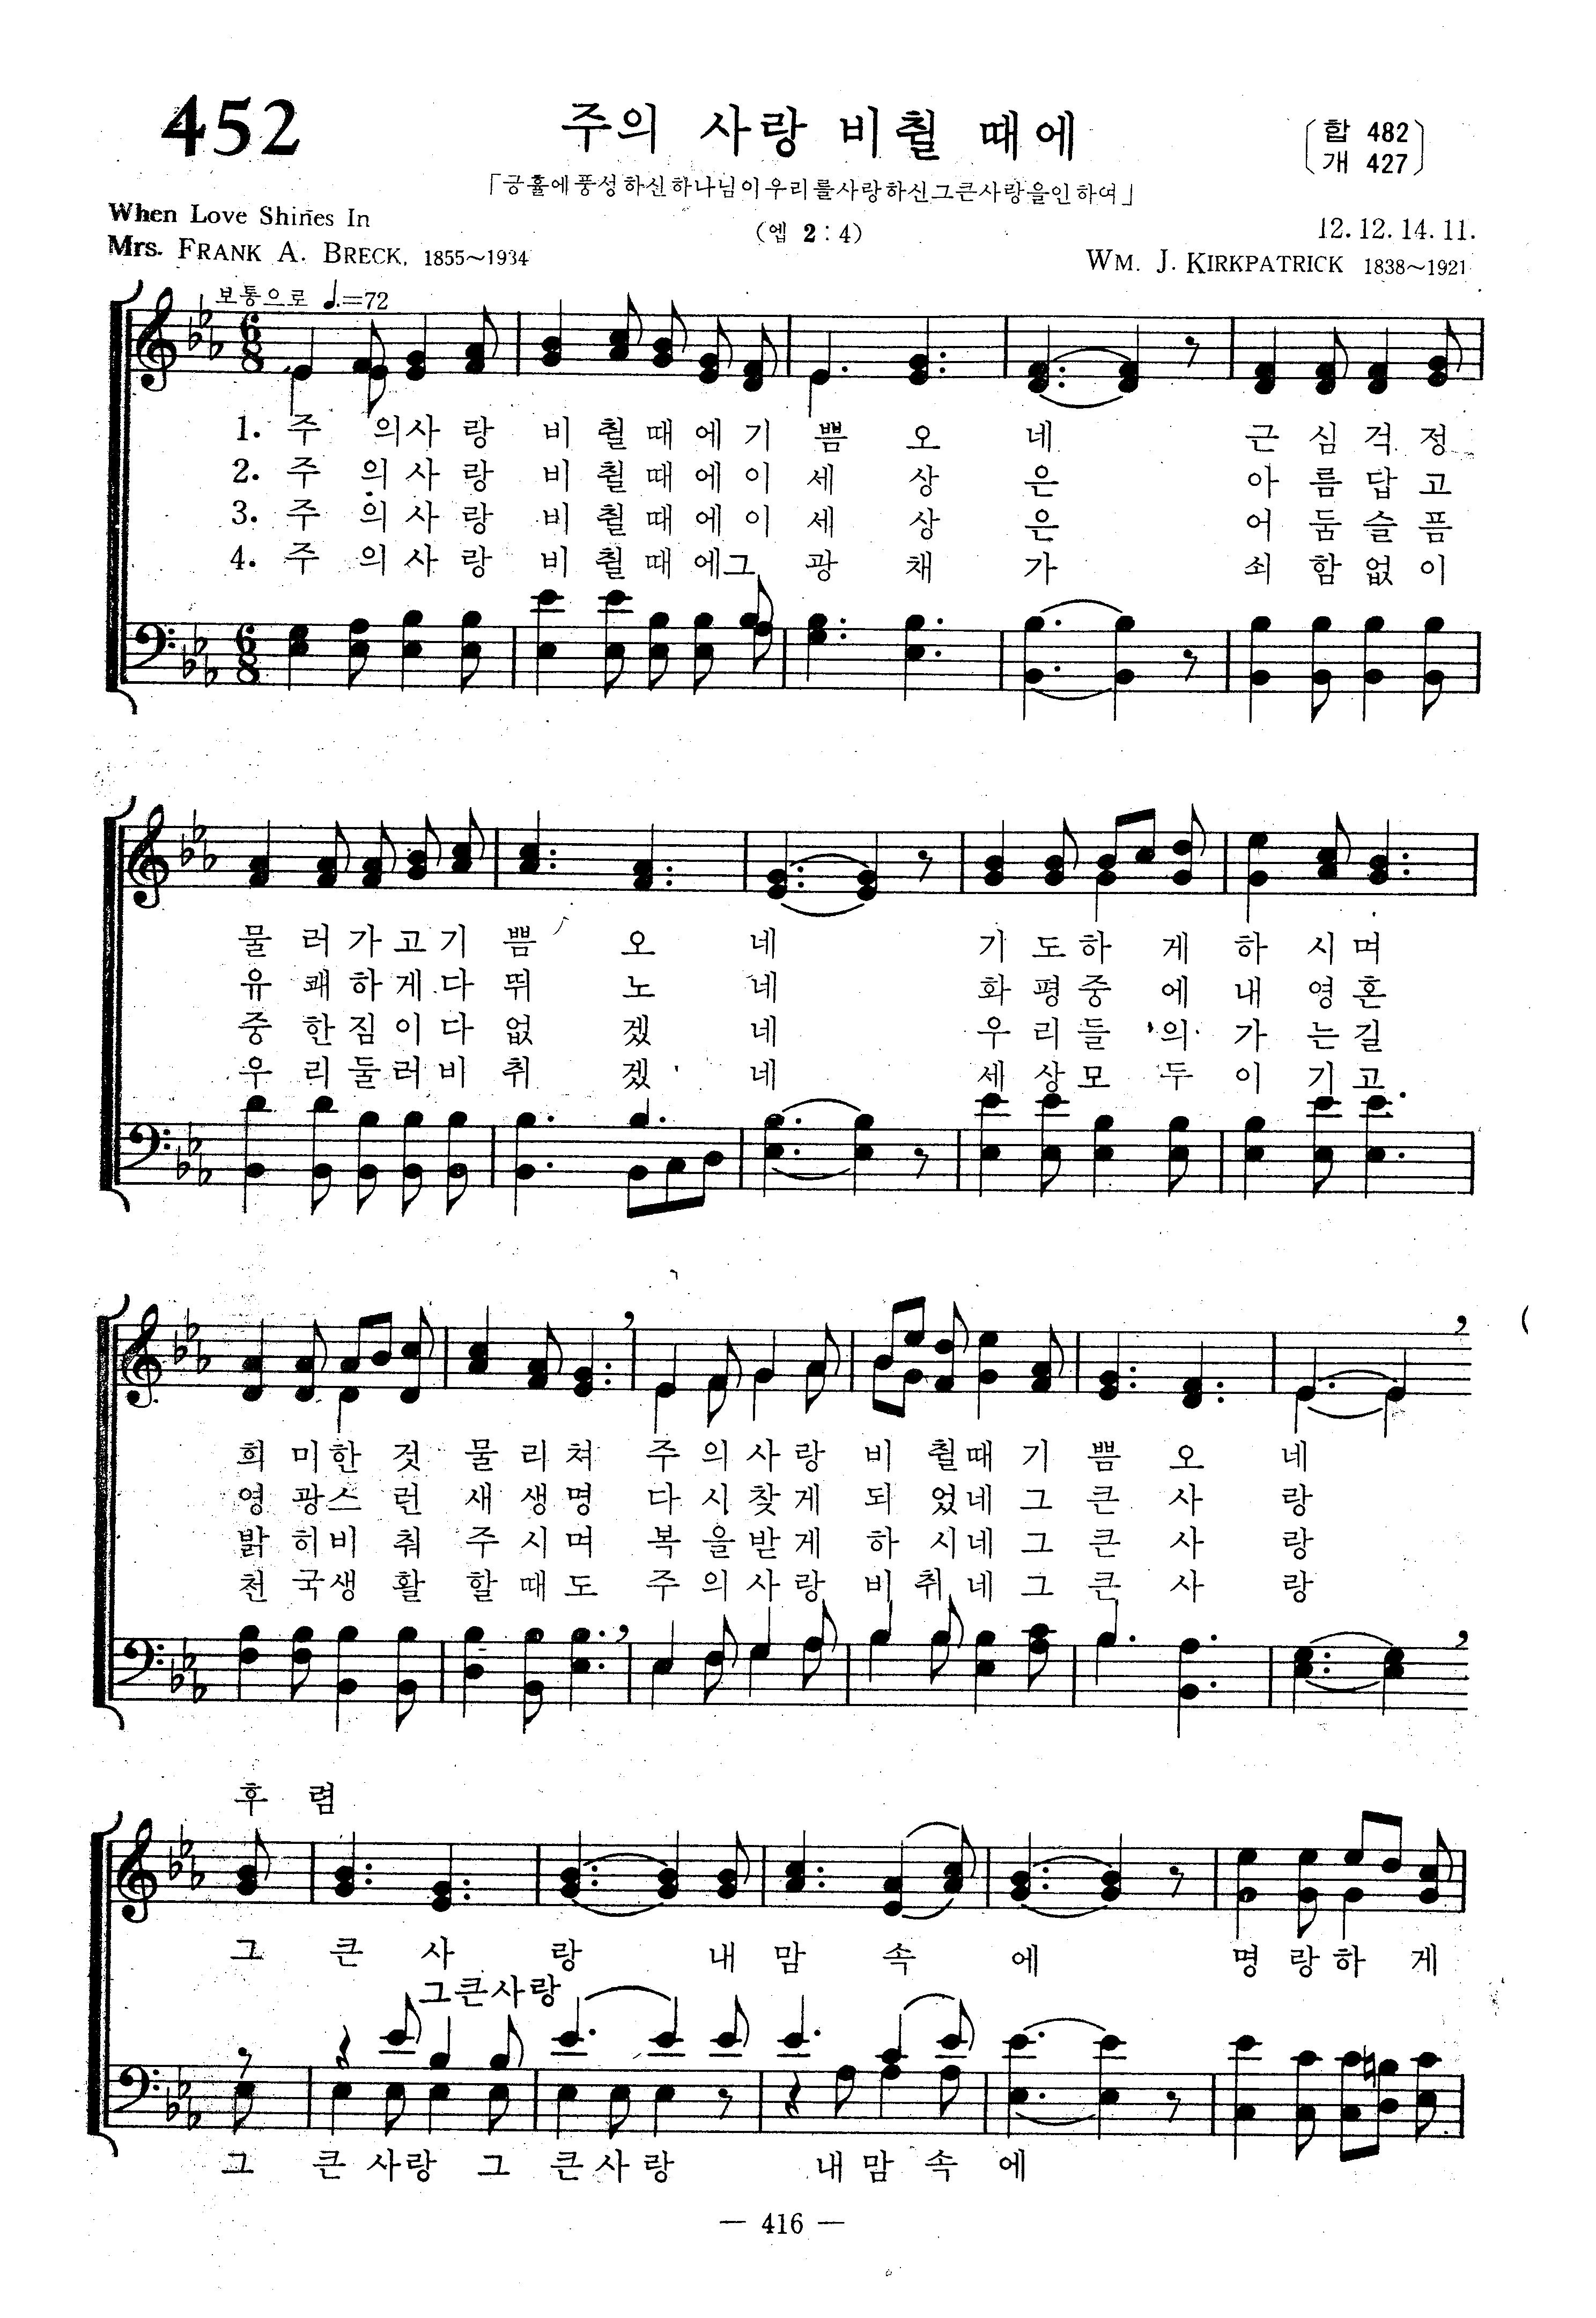 452
주의 사랑 비췰 때에
합 482
개 427
「긍휼에풍성하신하나님이우리를사랑하신그큰사랑을인하여」
(엡 2 : 4)
When Love Shines In
Mrs. FRANK A. BRECK, 1855~1934
12. 12. 14. 11.
WM. J. KIRKPATRICK 1838~1921
보통으로 ♩.=72
1. 주 의사 랑 비 췰 때 에 기 쁨 오 네 근 심 걱 정
2. 주 의 사 랑 비 췰 때 에 이 세 상 은 아 름 답 고
3. 주 의 사 랑 비 췰 때 에 이 세 상 은 어 둠 슬 픔
4. 주 의 사 랑 비 췰 때 에그 광 채 가 쇠 함 없 이
물 러 가 고 기 쁨 오 네 기 도 하 게 하 시 며
유 쾌 하 게 다 뛰 노 네 화 평 중 에 내 영 혼
중 한 짐 이 다 없 겠 네 우 리 들 의 가 는 길
우 리 둘 러 비 취 겠 네 세 상 모 두 이 기 고
희 미 한 것 물 리 쳐 주 의 사 랑 비 췰때 기 쁨 오 네
영 광 스 런 새 생 명 다 시 찾 게 되 었네 그 큰 사 랑
밝 히 비 춰 주 시 며 복 을 받 게 하 시네 그 큰 사 랑
천 국 생 활 할 때 도 주 의 사 랑 비 취 네 그 큰 사 랑
후 렴
그 큰 사 랑 내 맘 속 에 명 랑 하 게
그큰사랑
그 큰 사랑 그 큰 사 랑 내 맘 속 에
— 416 —